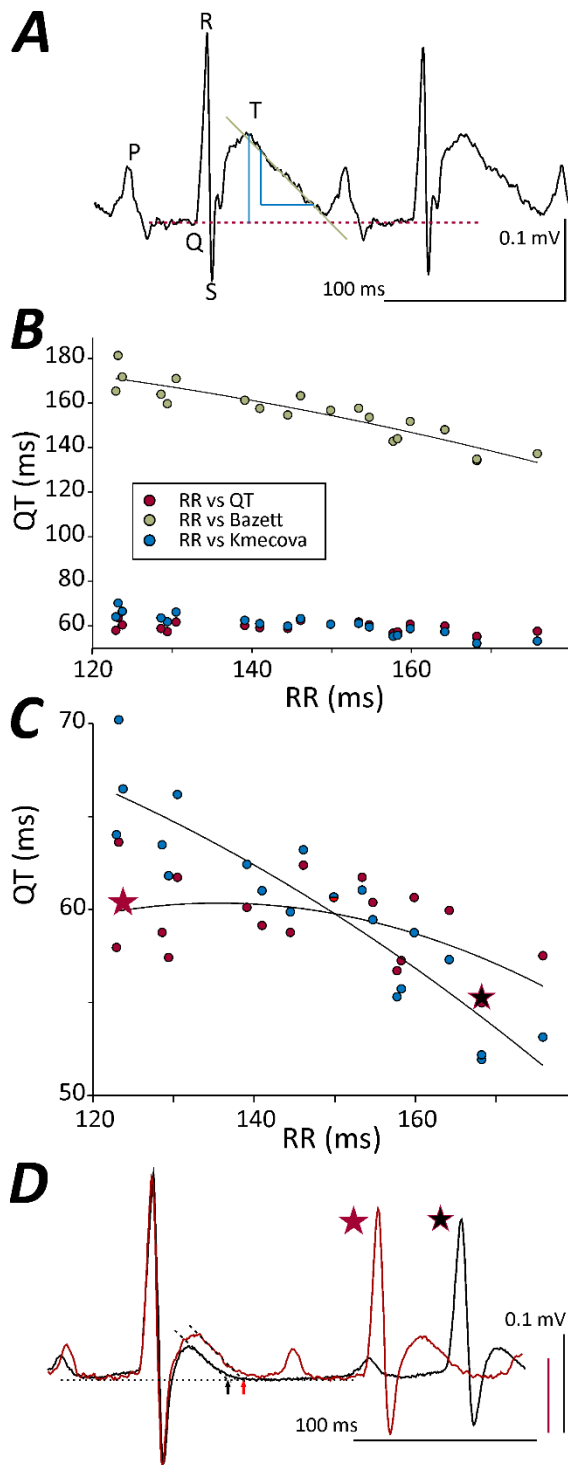 A
R
T
P
Q
S
0.1 mV
100 ms
B
180
160
140
120
80
60
QT (ms)
RR vs QT
RR vs Bazett
RR vs Kmecova
120
140
160
RR (ms)
C
70
60
50
QT (ms)
120
140
160
RR (ms)
D
0.1 mV
100 ms